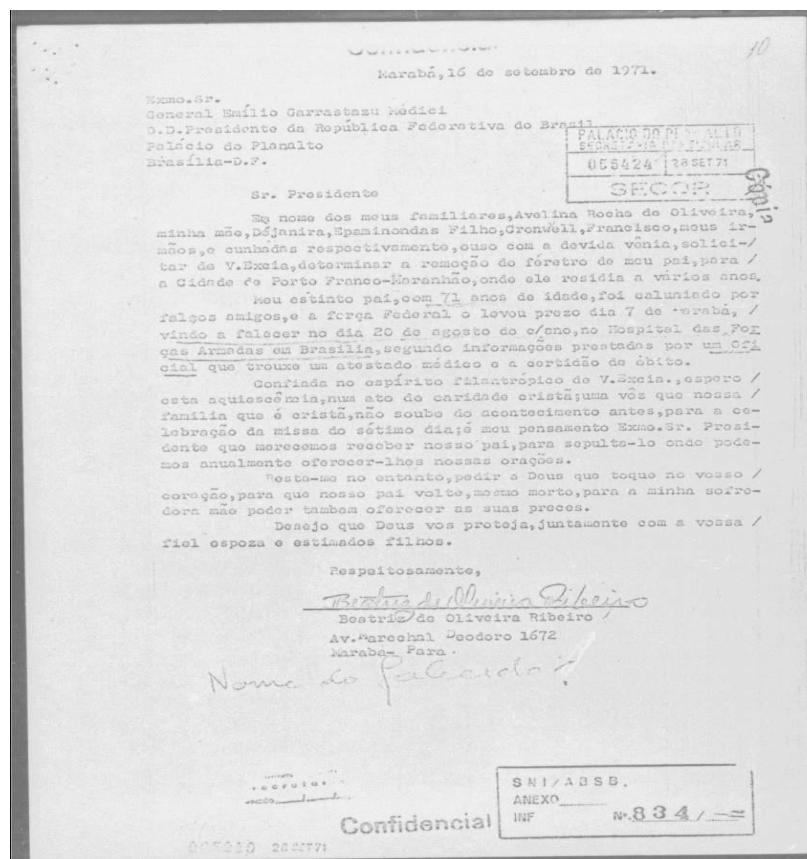 Confidencial
10
Marabá,16 de setembro de 1971.
Exmo.Sr.
General Emílio Garrastazu Médici
D.D.Presidente da República Federativa do Brasil
Palácio do Planalto
Brasília-D.F.
PALACIO DO PLANALTO
SECRETARIA PARTICULAR
055424 28 SET 71
SECOR
Cópia
Sr. Presidente
Em nome dos meus familiares,Avelina Rocha de Oliveira,
minha mãe,Déjanira,Epaminondas Filho,Cronwell,Francisco,meus ir-
mãos,e cunhadas respectivamente,ouso com a devida vênia,solici-/
tar de V.Excia,determinar a remoção do féretro de meu pai,para /
a Cidade de Porto Franco-Maranhão,onde ele residia a vários anos.
Meu estinto pai,com 71 anos de idade,foi caluniado por
falços amigos,e a força Federal o levou prezo dia 7 de Marabá, /
vindo a falecer no dia 20 de agosto do c/ano,no Hospital das For
ças Armadas em Brasília,segundo informações prestadas por um Ofi
cial que trouxe um atestado médico e a certidão de óbito.
Confiada no espírito filantrópico de V.Excia.,espero /
esta aquiescência,num ato de caridade cristã;uma vêz que nossa /
família que é cristã,não soube do acontecimento antes,para a ce-
lebração da missa do sétimo dia;é meu pensamento Exmo.Sr. Presi-
dente que merecemos receber nosso pai,para sepulta-lo onde pode-
mos anualmente oferecer-lhes nossas orações.
Resta-me no entanto,pedir a Deus que toque no vosso /
coração,para que nosso pai volte,mesmo morto,para a minha sofre-
dora mãe poder tambem oferecer as suas preces.
Desejo que Deus vos proteja,juntamente com a vossa /
fiel espoza e estimados filhos.
Respeitosamente,
Beatriz de Oliveira Ribeiro
Beatriz de Oliveira Ribeiro
Av.Marechal Deodoro 1672
Marabá- Para.
Nome do falecido?
SNI/ABSB.
ANEXO
INF Nº.834/
Confidencial
28 SET 71